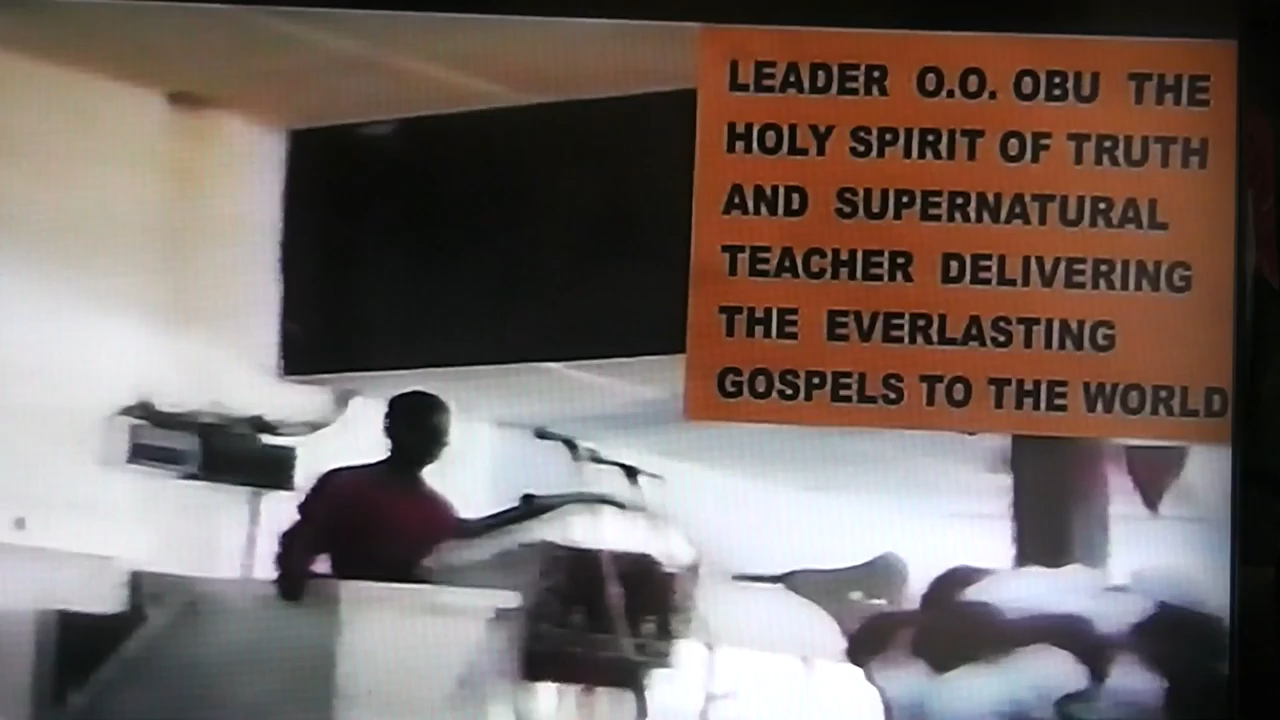 LEADER O.O. OBU THE
HOLY SPIRIT OF TRUTH
AND SUPERNATURAL
TEACHER DELIVERING
THE EVERLASTING
GOSPELS TO THE WORLD